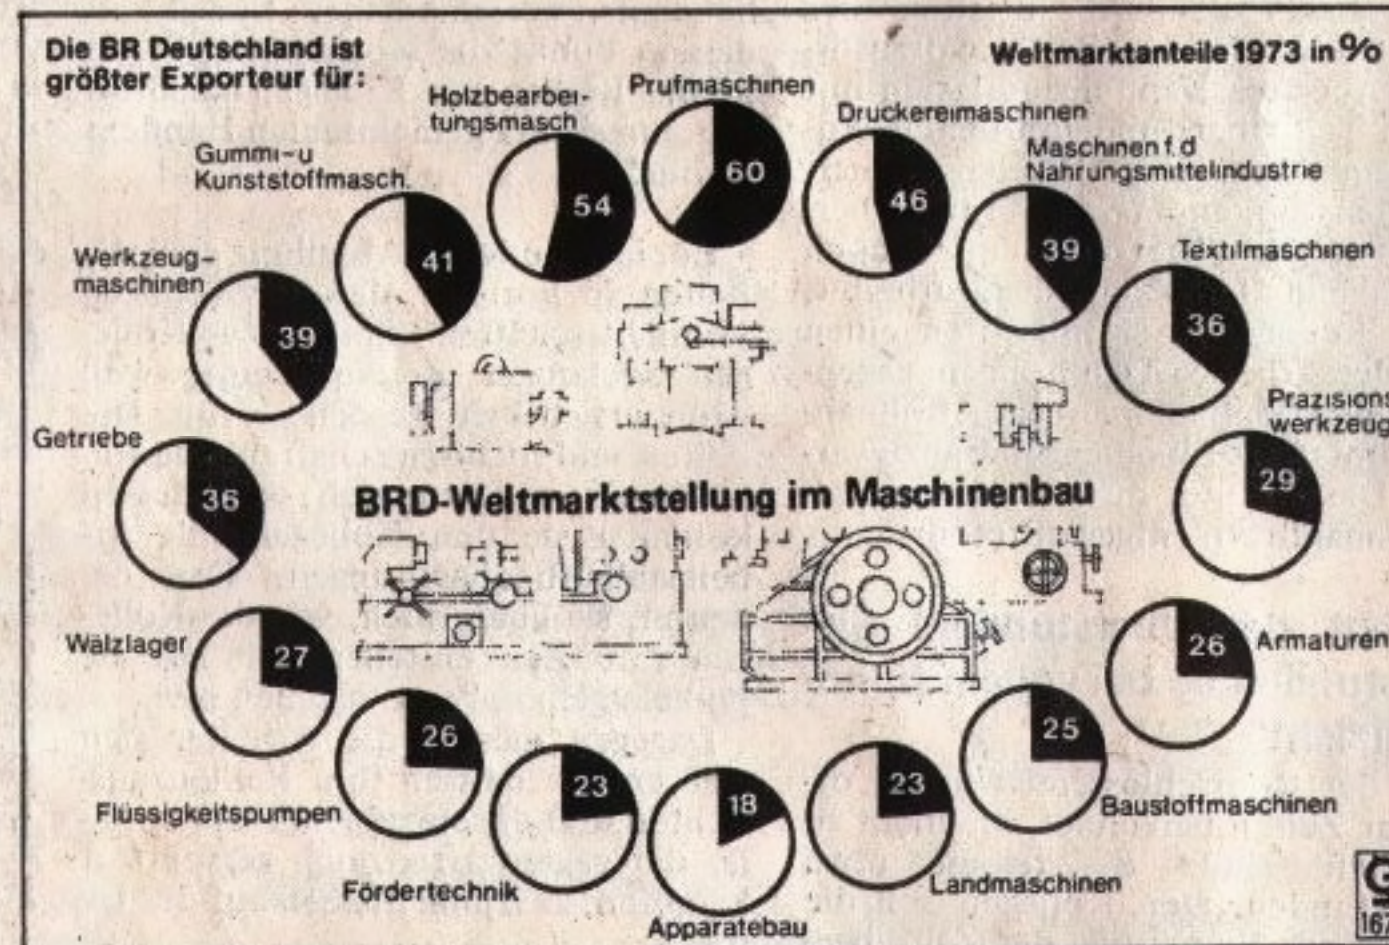 Die BR Deutschland ist
größter Exporteur für:
Weltmarktanteile 1973 in %
Prufmaschinen
60
Druckereimaschinen
46
Maschinen f. d
Nahrungsmittelindustrie
39
Textilmaschinen
36
Prazisions
werkzeug
29
Armaturen
26
Baustoffmaschinen
25
Landmaschinen
23
Apparatebau
18
Fördertechnik
23
Flüssigkeitspumpen
26
Wälzlager
27
Getriebe
36
Werkzeug-
maschinen
39
Gummi-u
Kunststoffmasch.
41
Holzbearbei-
tungsmasch
54
BRD-Weltmarktstellung im Maschinenbau